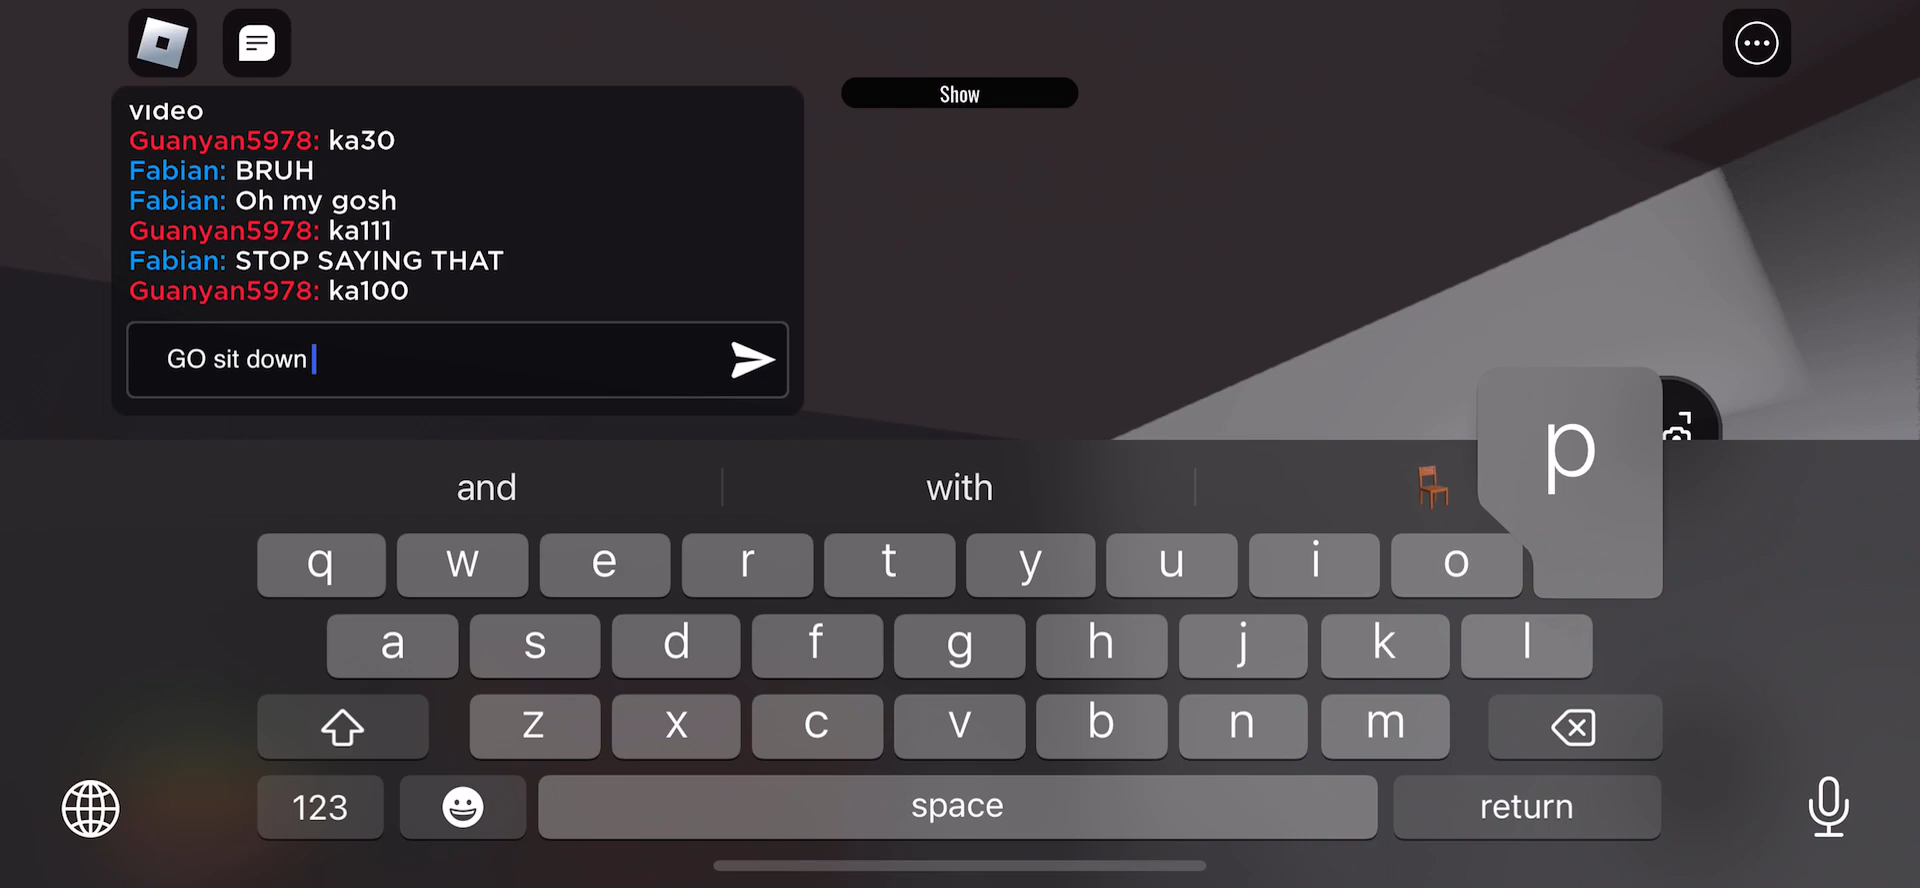 video
Guanyan5978: ka30
Fabian: BRUH
Fabian: Oh my gosh
Guanyan5978: ka111
Fabian: STOP SAYING THAT
Guanyan5978: ka100
GO sit down
Show
and with
q w e r t y u i o p
a s d f g h j k l
z x c v b n m
123 space return